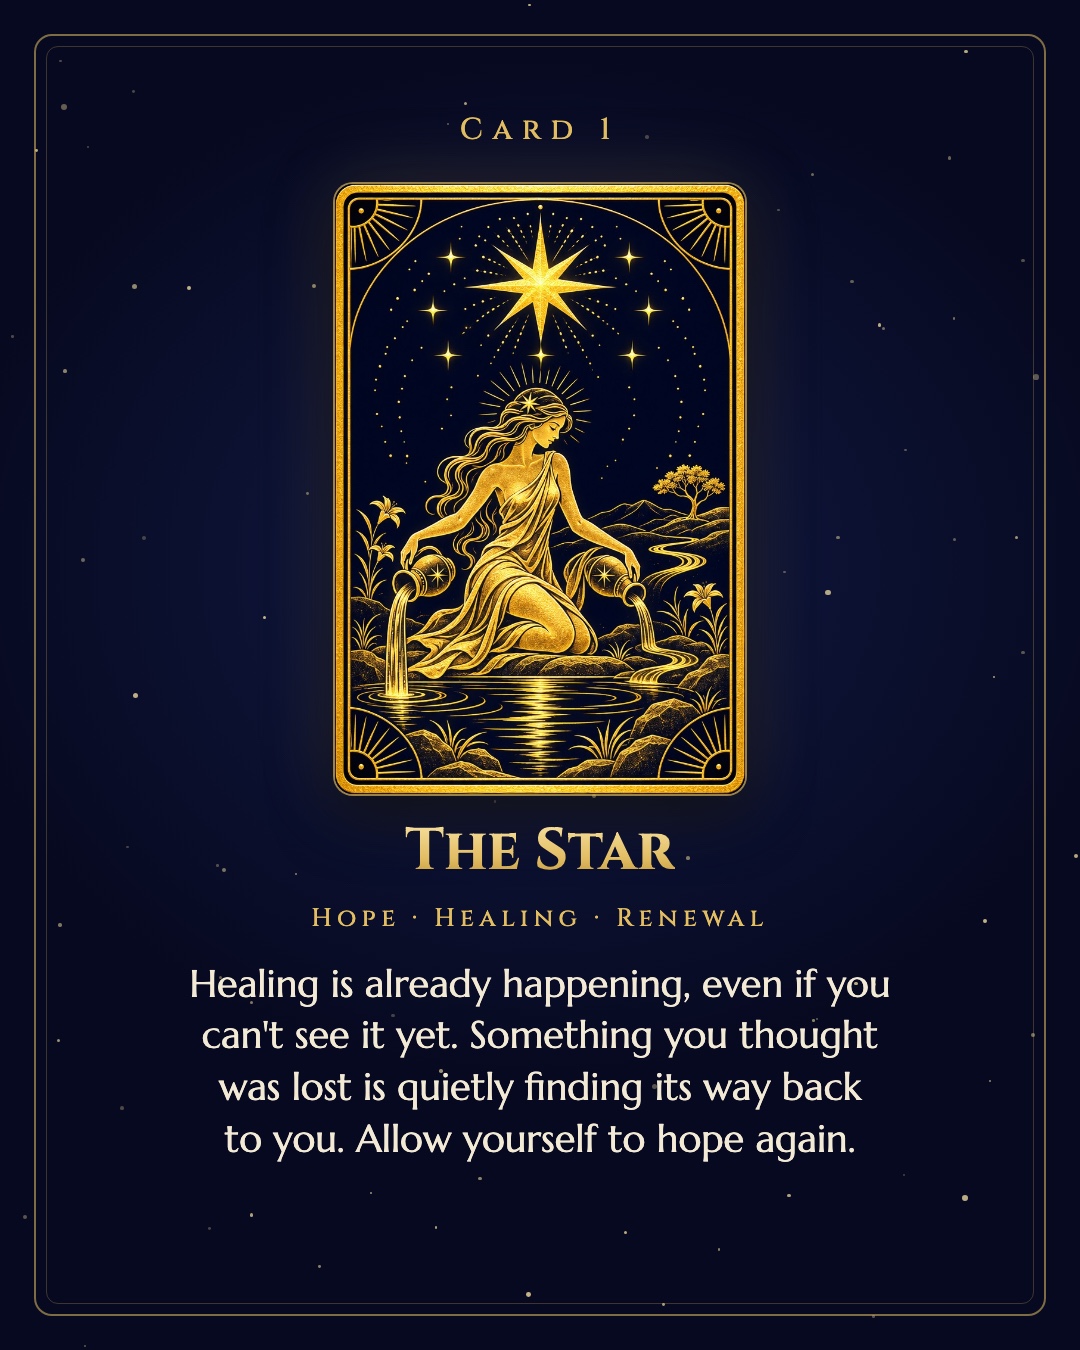 Card 1
The Star
Hope · Healing · Renewal
Healing is already happening, even if you
can't see it yet. Something you thought
was lost is quietly finding its way back
to you. Allow yourself to hope again.